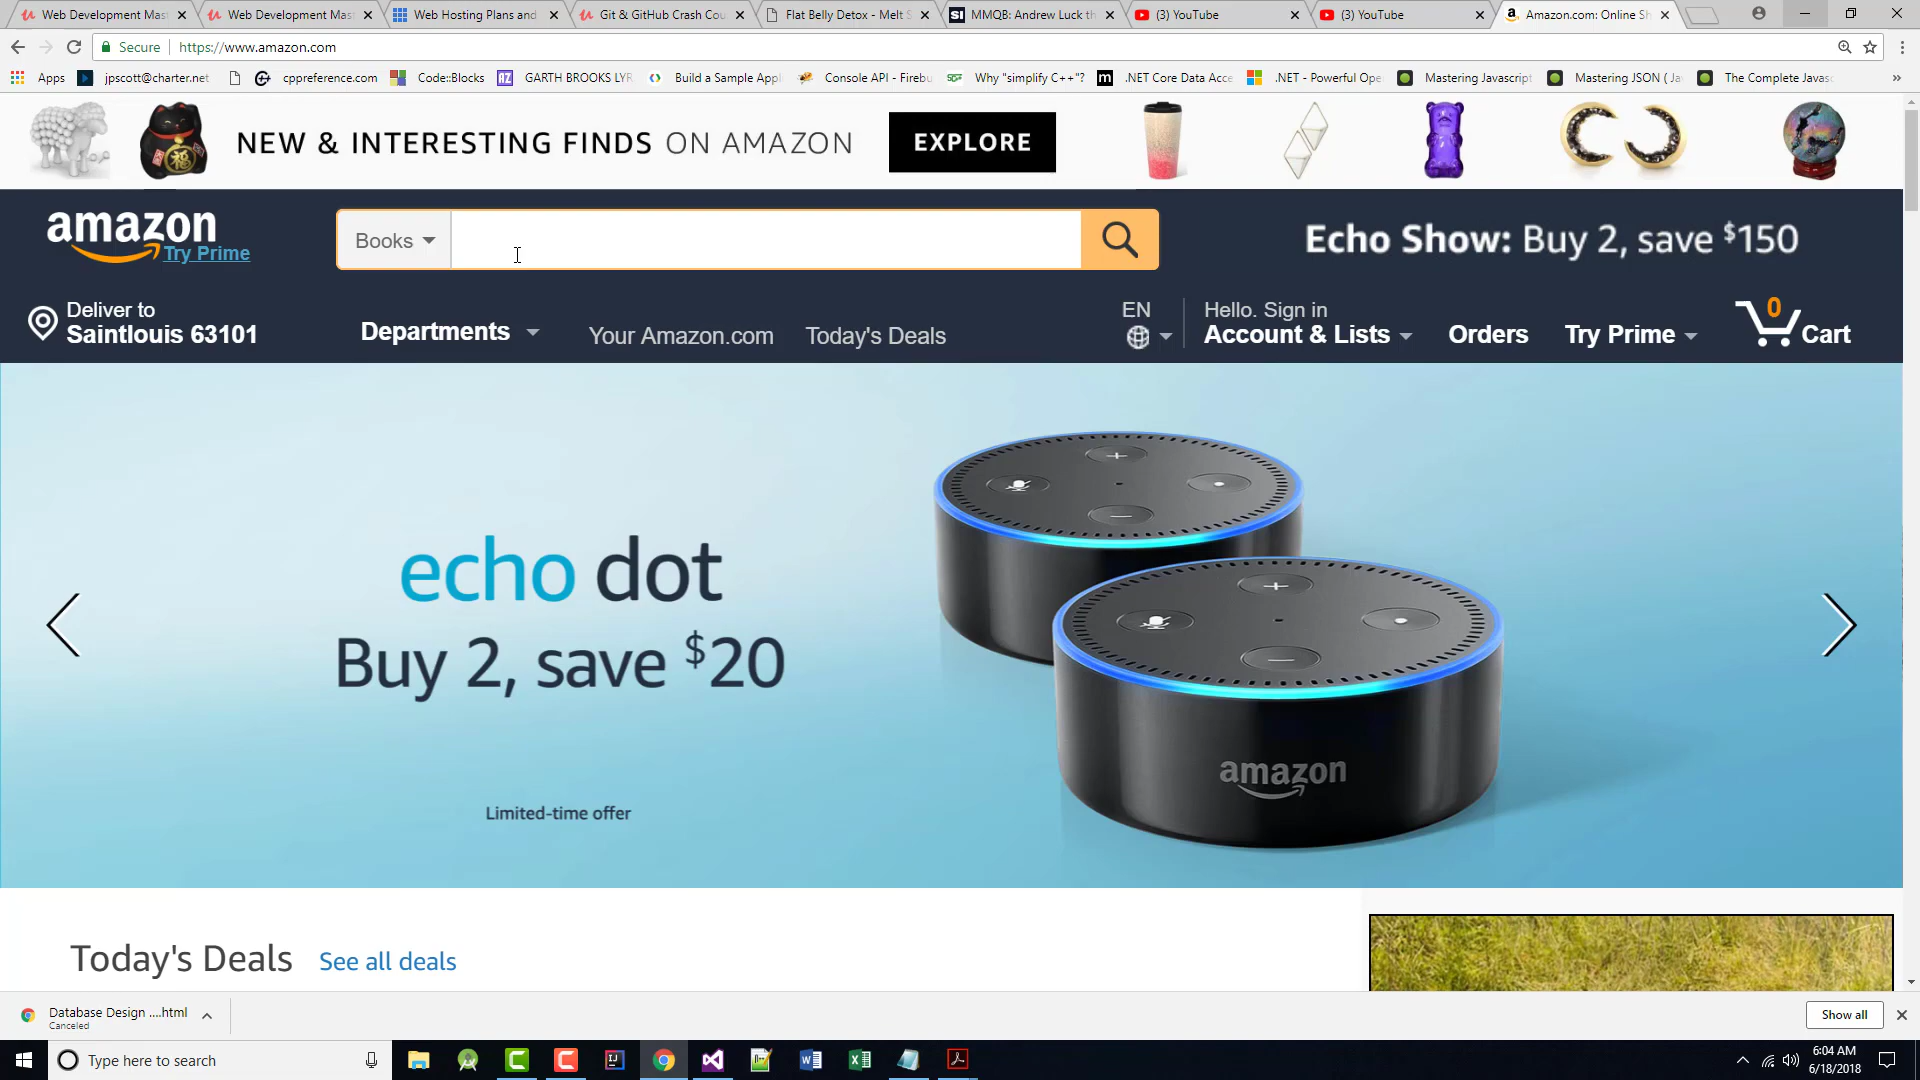 Web Development Mas
Web Development Mas
Web Hosting Plans and
Git & GitHub Crash Cou
Flat Belly Detox - Melt S
SI
MMQB: Andrew Luck th
(3) YouTube
(3) YouTube
Amazon.com: Online Sh
Secure
https://www.amazon.com
Apps
jpscott@charter.net
cppreference.com
Code::Blocks
AZ
GARTH BROOKS LYR
Build a Sample Appl
Console API - Firebu
Why "simplify C++"?
m
.NET Core Data Acce
.NET - Powerful Ope
Mastering Javascript
Mastering JSON ( Ja
The Complete Javasc
»
NEW & INTERESTING FINDS ON AMAZON
EXPLORE
福
amazon
Try Prime
Books
Echo Show: Buy 2, save $150
Deliver to
Saintlouis 63101
Departments
Your Amazon.com
Today's Deals
EN
Hello. Sign in
Account & Lists
Orders
Try Prime
0
Cart
echo dot
Buy 2, save $20
Limited-time offer
amazon
Today's Deals
See all deals
Database Design ....html
Canceled
Show all
Type here to search
6:04 AM
6/18/2018